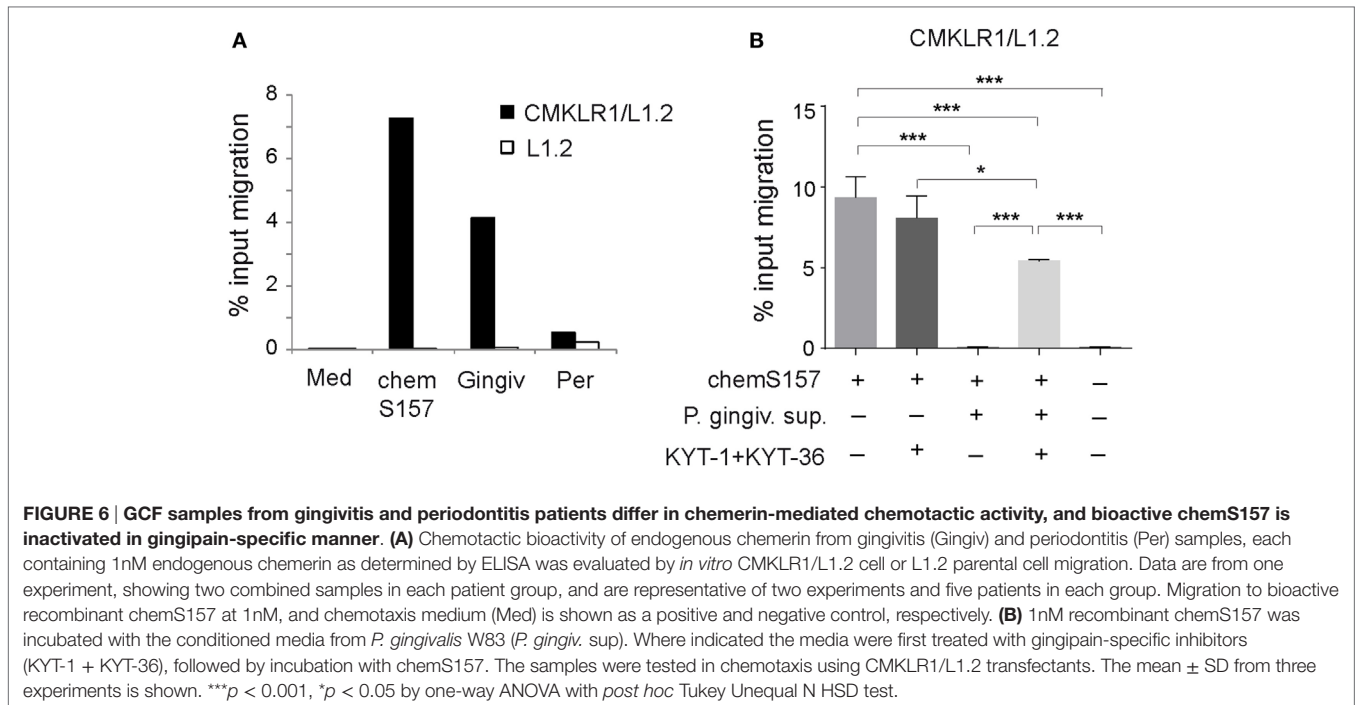 A
% input migration
8
6
4
2
0
CMKLR1/L1.2
L1.2
Med
chem
S157
Gingiv
Per
B
CMKLR1/L1.2
% input migration
15
10
5
0
***
***
***
*
***
***
chemS157 + + + + –
P. gingiv. sup. – – + + –
KYT-1+KYT-36 – + – + –
FIGURE 6 | GCF samples from gingivitis and periodontitis patients differ in chemerin-mediated chemotactic activity, and bioactive chemS157 is
inactivated in gingipain-specific manner. (A) Chemotactic bioactivity of endogenous chemerin from gingivitis (Gingiv) and periodontitis (Per) samples, each
containing 1nM endogenous chemerin as determined by ELISA was evaluated by in vitro CMKLR1/L1.2 cell or L1.2 parental cell migration. Data are from one
experiment, showing two combined samples in each patient group, and are representative of two experiments and five patients in each group. Migration to bioactive
recombinant chemS157 at 1nM, and chemotaxis medium (Med) is shown as a positive and negative control, respectively. (B) 1nM recombinant chemS157 was
incubated with the conditioned media from P. gingivalis W83 (P. gingiv. sup). Where indicated the media were first treated with gingipain-specific inhibitors
(KYT-1 + KYT-36), followed by incubation with chemS157. The samples were tested in chemotaxis using CMKLR1/L1.2 transfectants. The mean ± SD from three
experiments is shown. ***p < 0.001, *p < 0.05 by one-way ANOVA with post hoc Tukey Unequal N HSD test.